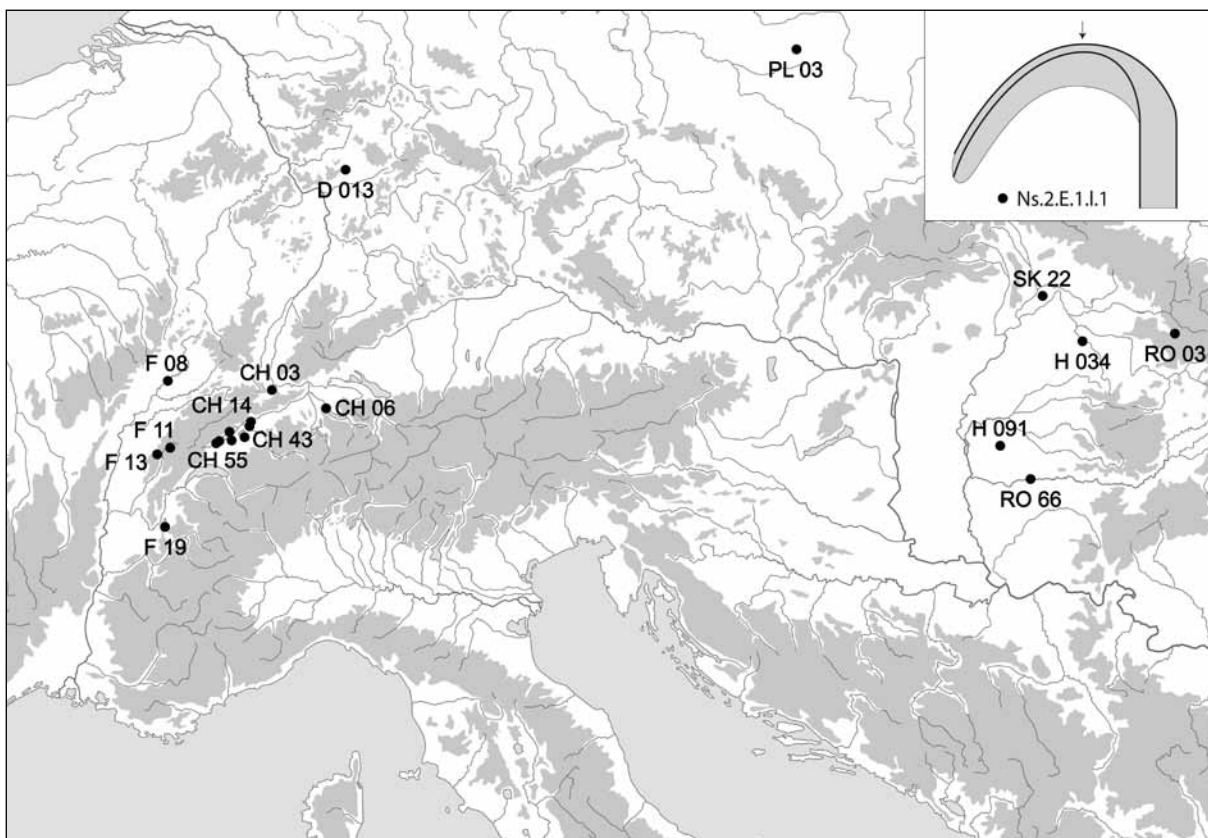 PL 03
Ns.2.E.1.I.1
D 013
SK 22
H 034
RO 03
F 08
CH 03
CH 14
CH 06
F 11
CH 43
F 13
CH 55
H 091
RO 66
F 19